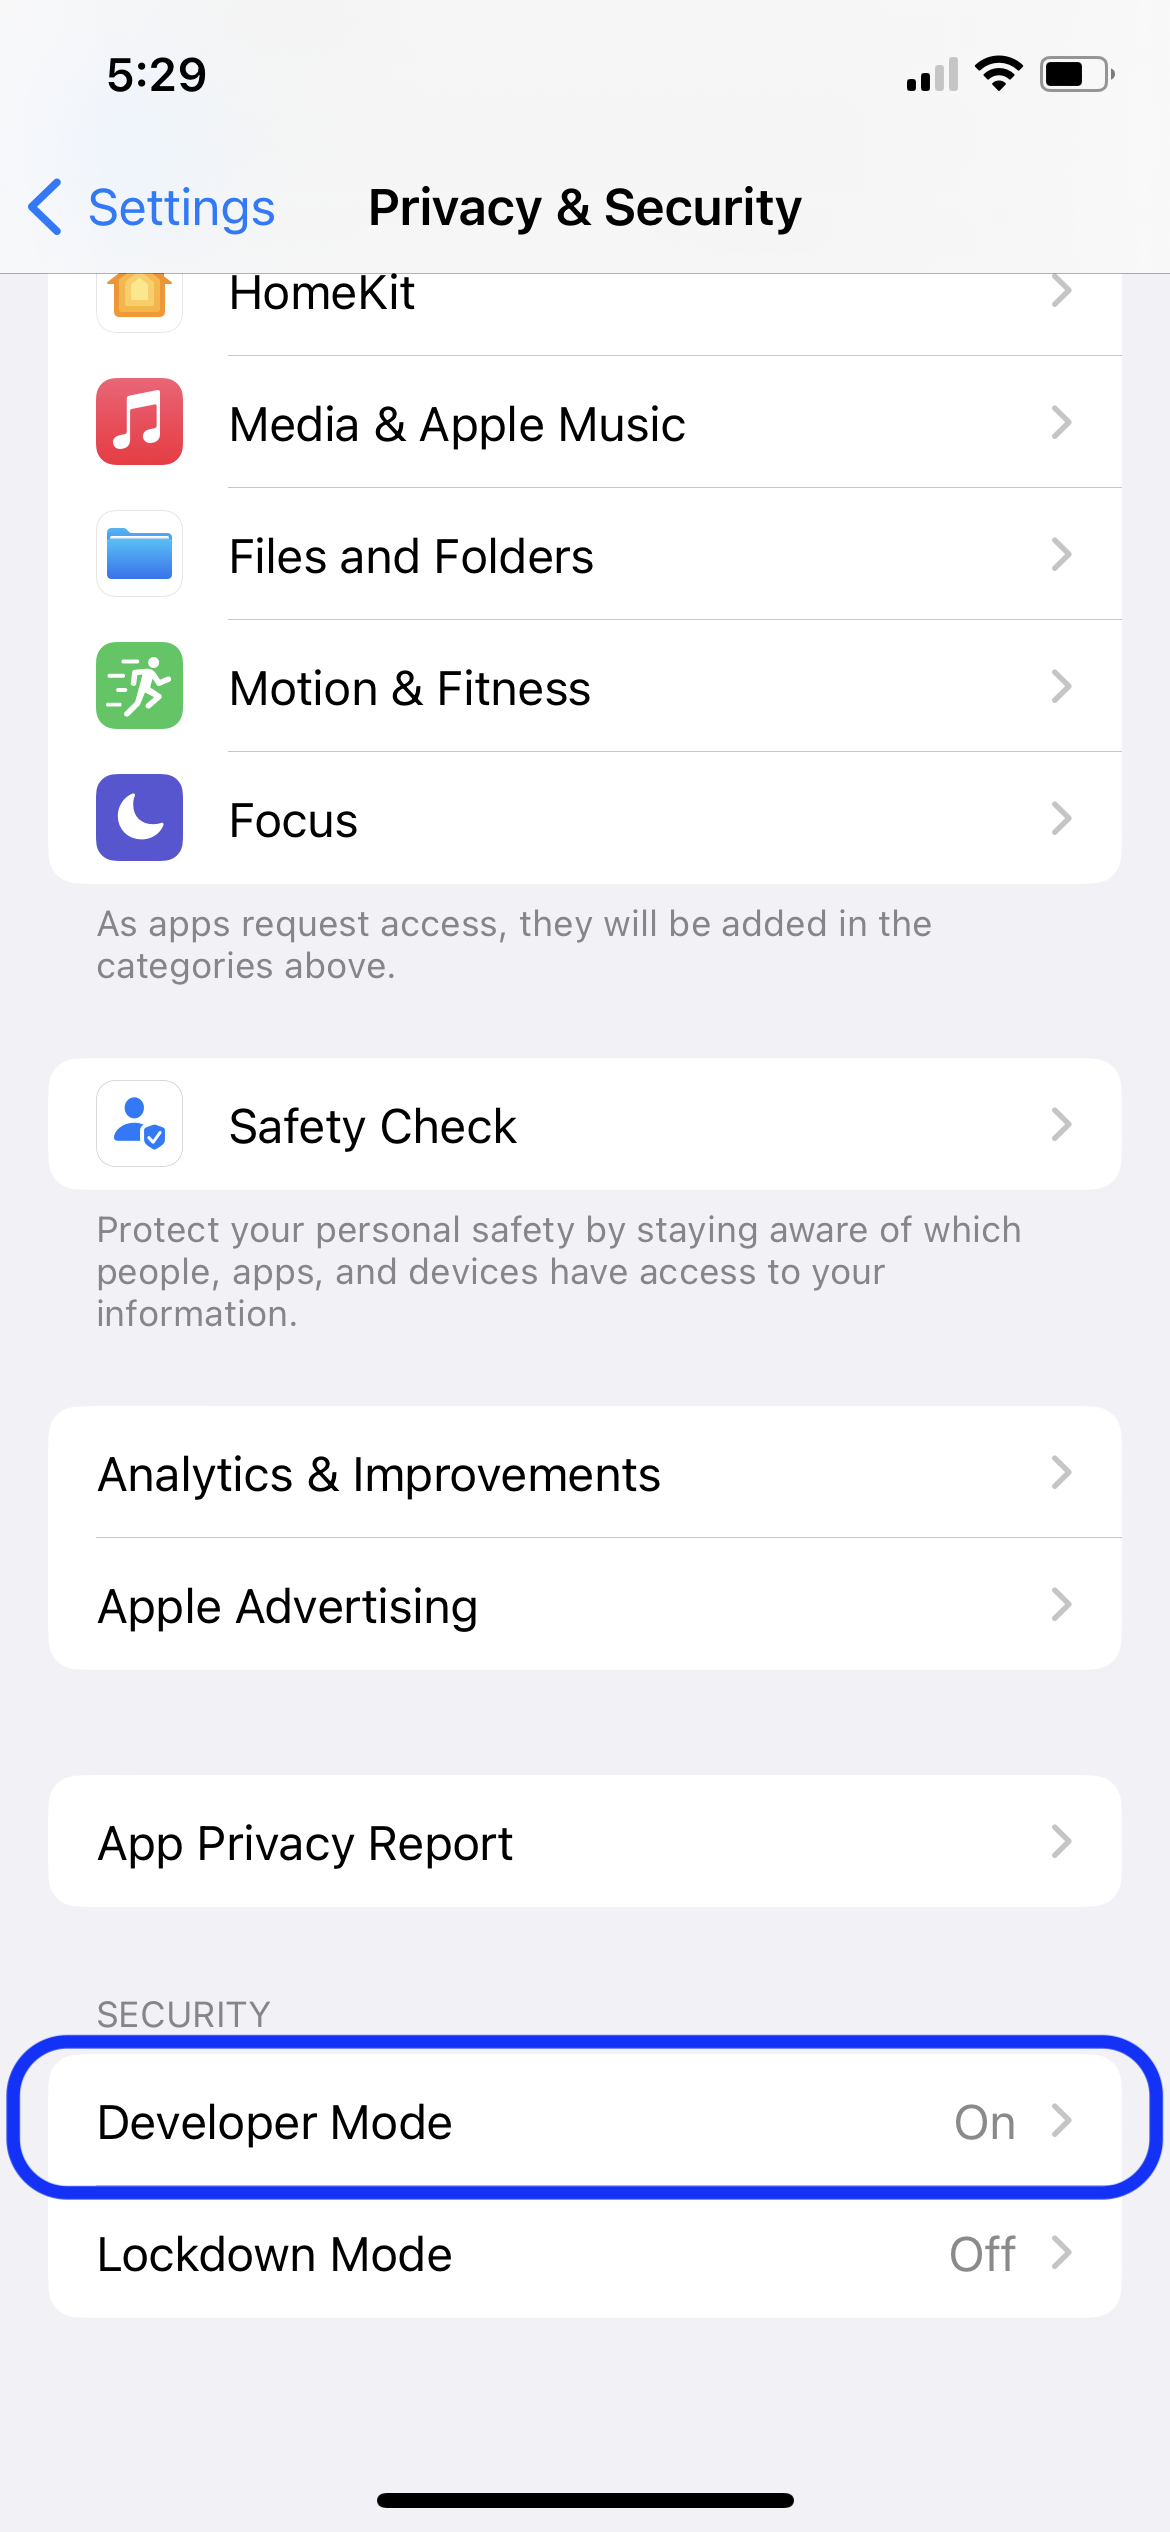 5:29
Settings
Privacy & Security
HomeKit
Media & Apple Music
Files and Folders
Motion & Fitness
Focus
As apps request access, they will be added in the
categories above.
Safety Check
Protect your personal safety by staying aware of which
people, apps, and devices have access to your
information.
Analytics & Improvements
Apple Advertising
App Privacy Report
SECURITY
Developer Mode On
Lockdown Mode Off